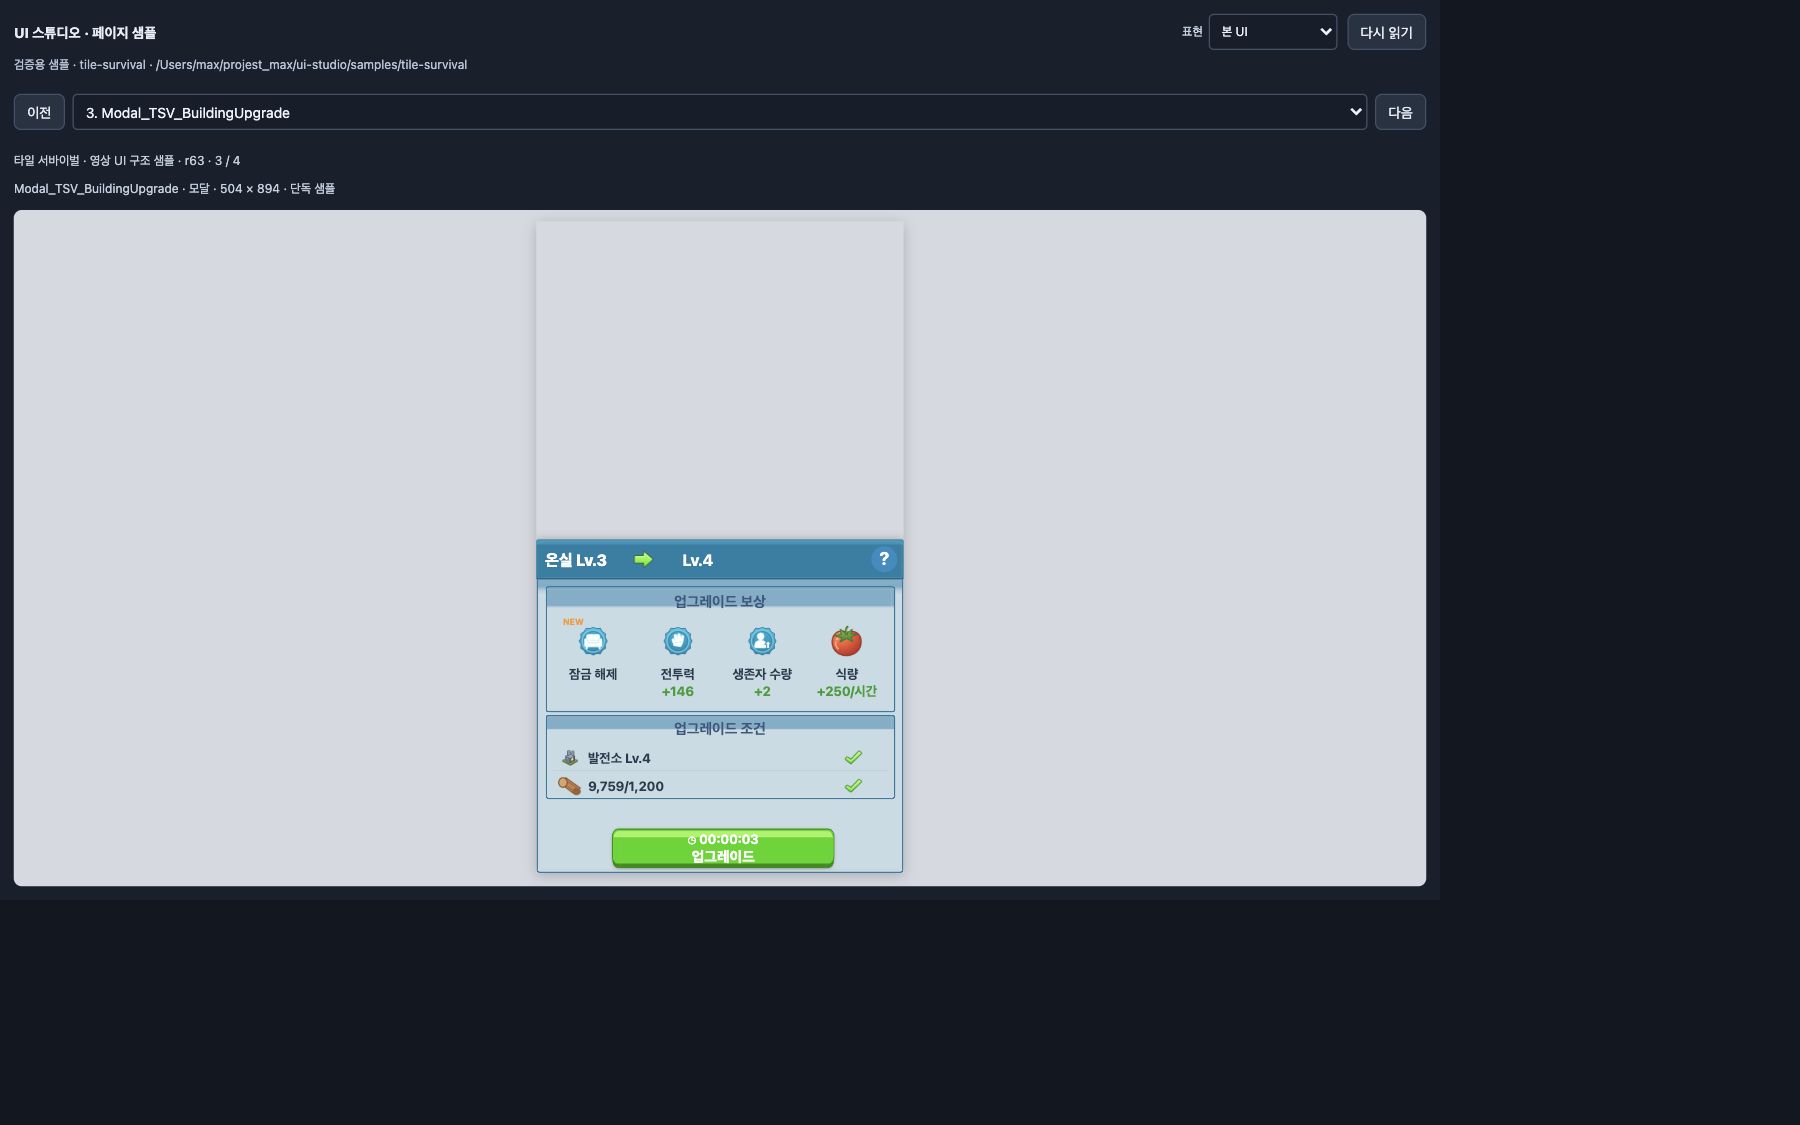 UI 스튜디오 · 페이지 샘플
표현 본 UI 다시 읽기
검증용 샘플 · tile-survival · /Users/max/projest_max/ui-studio/samples/tile-survival
이전 3. Modal_TSV_BuildingUpgrade 다음
타일 서바이벌 · 영상 UI 구조 샘플 · r63 · 3 / 4
Modal_TSV_BuildingUpgrade · 모달 · 504 × 894 · 단독 샘플
온실 Lv.3 Lv.4 ?
업그레이드 보상
NEW
잠금 해제 전투력 생존자 수량 식량
+146 +2 +250/시간
업그레이드 조건
발전소 Lv.4
9,759/1,200
00:00:03
업그레이드